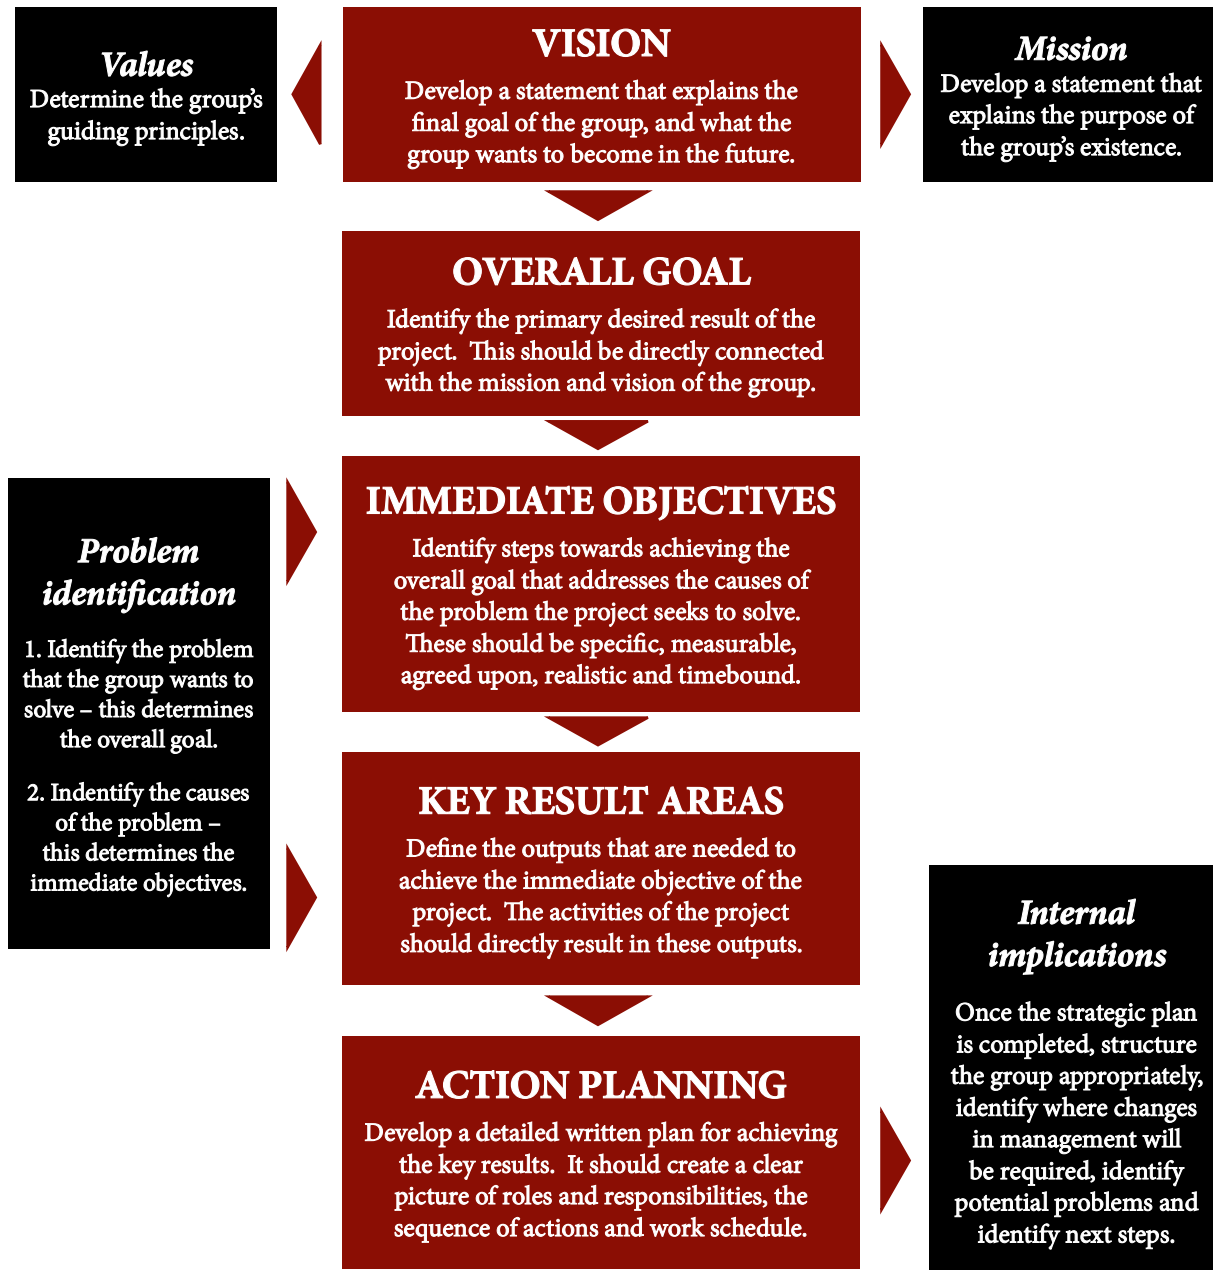 Values
Determine the group's
guiding principles.
VISION
Develop a statement that explains the
final goal of the group, and what the
group wants to become in the future.
Mission
Develop a statement that
explains the purpose of
the group's existence.
OVERALL GOAL
Identify the primary desired result of the
project.  This should be directly connected
with the mission and vision of the group.
Problem
identification
1. Identify the problem
that the group wants to
solve – this determines
the overall goal.
2. Indentify the causes
of the problem –
this determines the
immediate objectives.
IMMEDIATE OBJECTIVES
Identify steps towards achieving the
overall goal that addresses the causes of
the problem the project seeks to solve.
These should be specific, measurable,
agreed upon, realistic and timebound.
KEY RESULT AREAS
Define the outputs that are needed to
achieve the immediate objective of the
project.  The activities of the project
should directly result in these outputs.
ACTION PLANNING
Develop a detailed written plan for achieving
the key results.  It should create a clear
picture of roles and responsibilities, the
sequence of actions and work schedule.
Internal
implications
Once the strategic plan
is completed, structure
the group appropriately,
identify where changes
in management will
be required, identify
potential problems and
identify next steps.